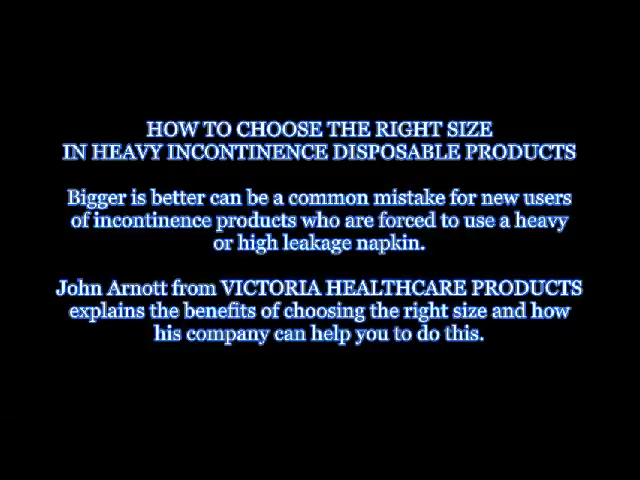 HOW TO CHOOSE THE RIGHT SIZE
IN HEAVY INCONTINENCE DISPOSABLE PRODUCTS
Bigger is better can be a common mistake for new users
of incontinence products who are forced to use a heavy
or high leakage napkin.
John Arnott from VICTORIA HEALTHCARE PRODUCTS
explains the benefits of choosing the right size and how
his company can help you to do this.